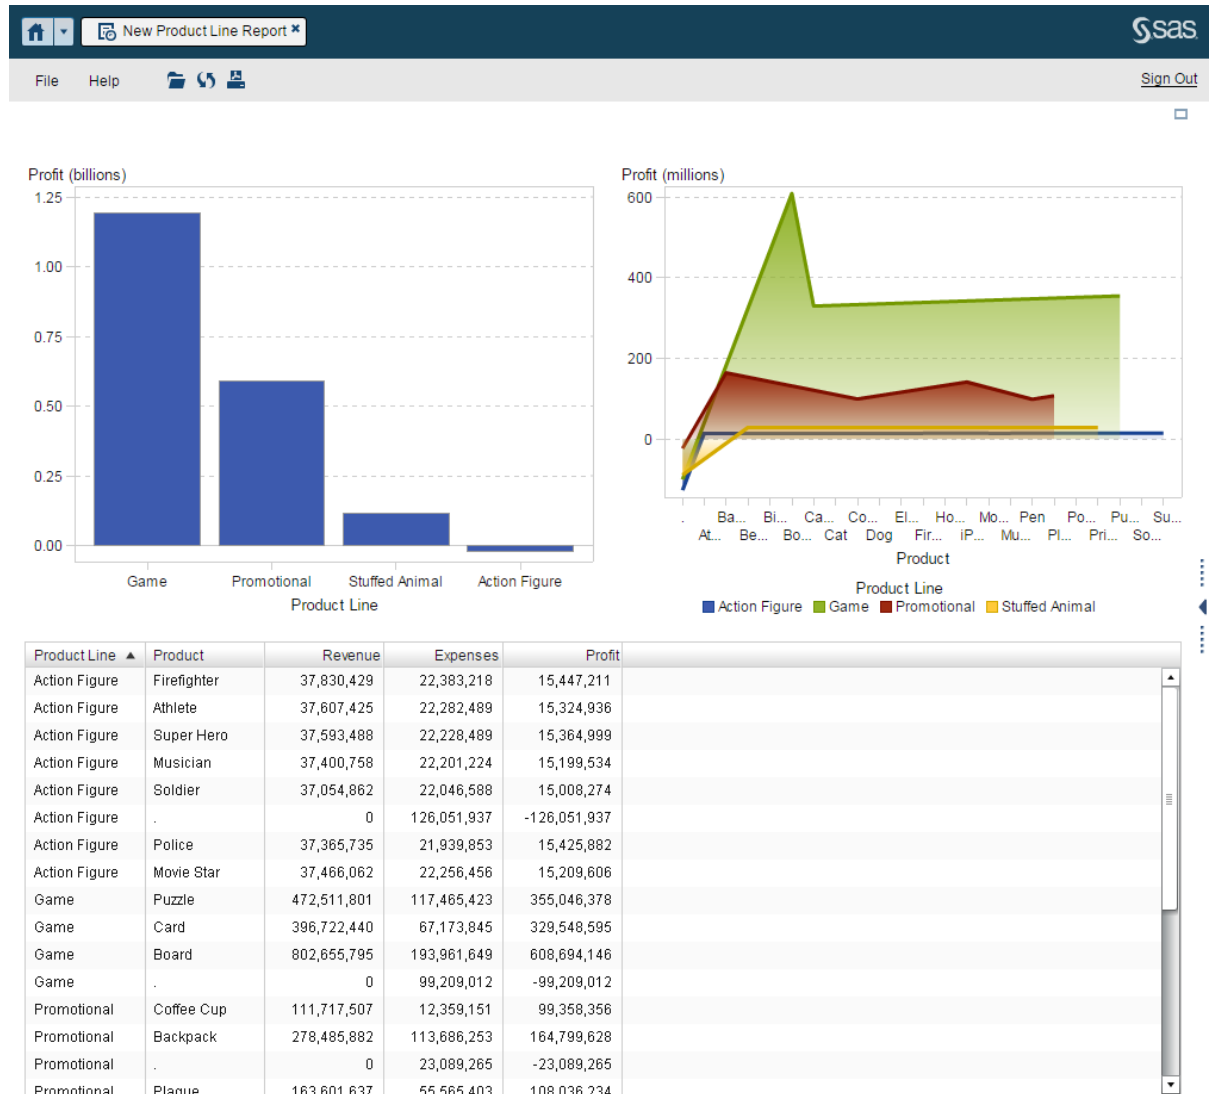 New Product Line Report ×
sas
File Help
Sign Out
Profit (billions)
1.25
1.00
0.75
0.50
0.25
0.00
Game Promotional Stuffed Animal Action Figure
Product Line
Profit (millions)
600
400
200
0
. Ba... Bi... Ca... Co... El... Ho... Mo... Pen Po... Pu... Su...
At... Be... Bo... Cat Dog Fir... iP... Mu... Pl... Pri... So...
Product
Product Line
Action Figure Game Promotional Stuffed Animal
Product Line Product Revenue Expenses Profit
Action Figure Firefighter 37,830,429 22,383,218 15,447,211
Action Figure Athlete 37,607,425 22,282,489 15,324,936
Action Figure Super Hero 37,593,488 22,228,489 15,364,999
Action Figure Musician 37,400,758 22,201,224 15,199,534
Action Figure Soldier 37,054,862 22,046,588 15,008,274
Action Figure . 0 126,051,937 -126,051,937
Action Figure Police 37,365,735 21,939,853 15,425,882
Action Figure Movie Star 37,466,062 22,256,456 15,209,606
Game Puzzle 472,511,801 117,465,423 355,046,378
Game Card 396,722,440 67,173,845 329,548,595
Game Board 802,655,795 193,961,649 608,694,146
Game . 0 99,209,012 -99,209,012
Promotional Coffee Cup 111,717,507 12,359,151 99,358,356
Promotional Backpack 278,485,882 113,686,253 164,799,628
Promotional . 0 23,089,265 -23,089,265
Promotional Plaque 163,601,637 55,565,403 108,036,234